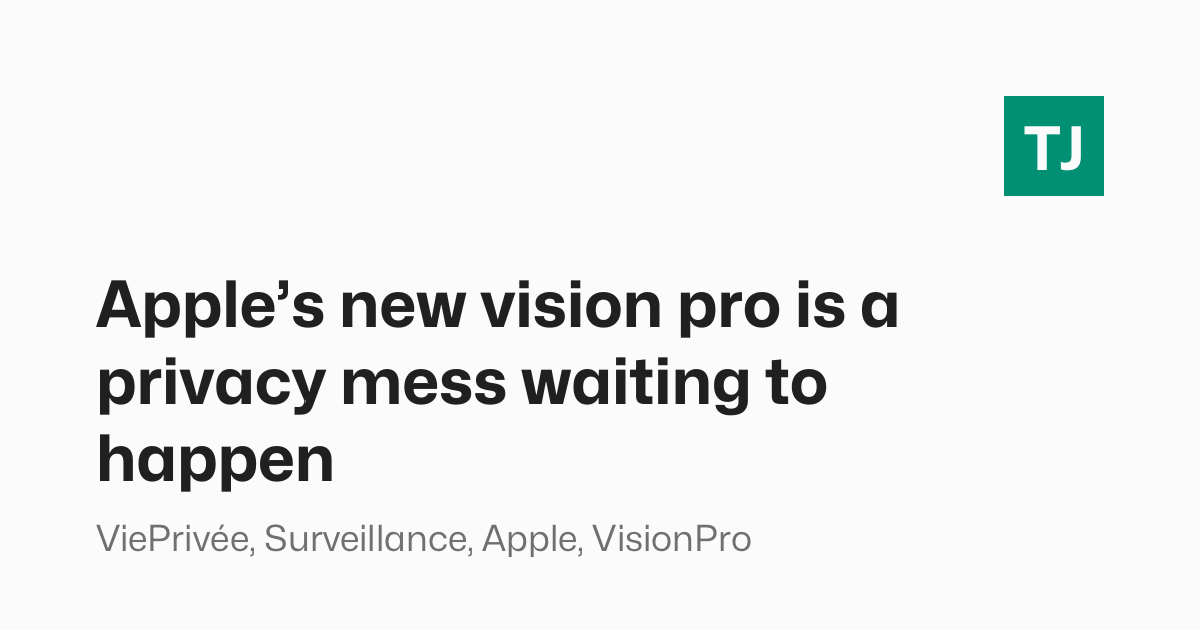 TJ
Apple’s new vision pro is a
privacy mess waiting to
happen
ViePrivée, Surveillance, Apple, VisionPro